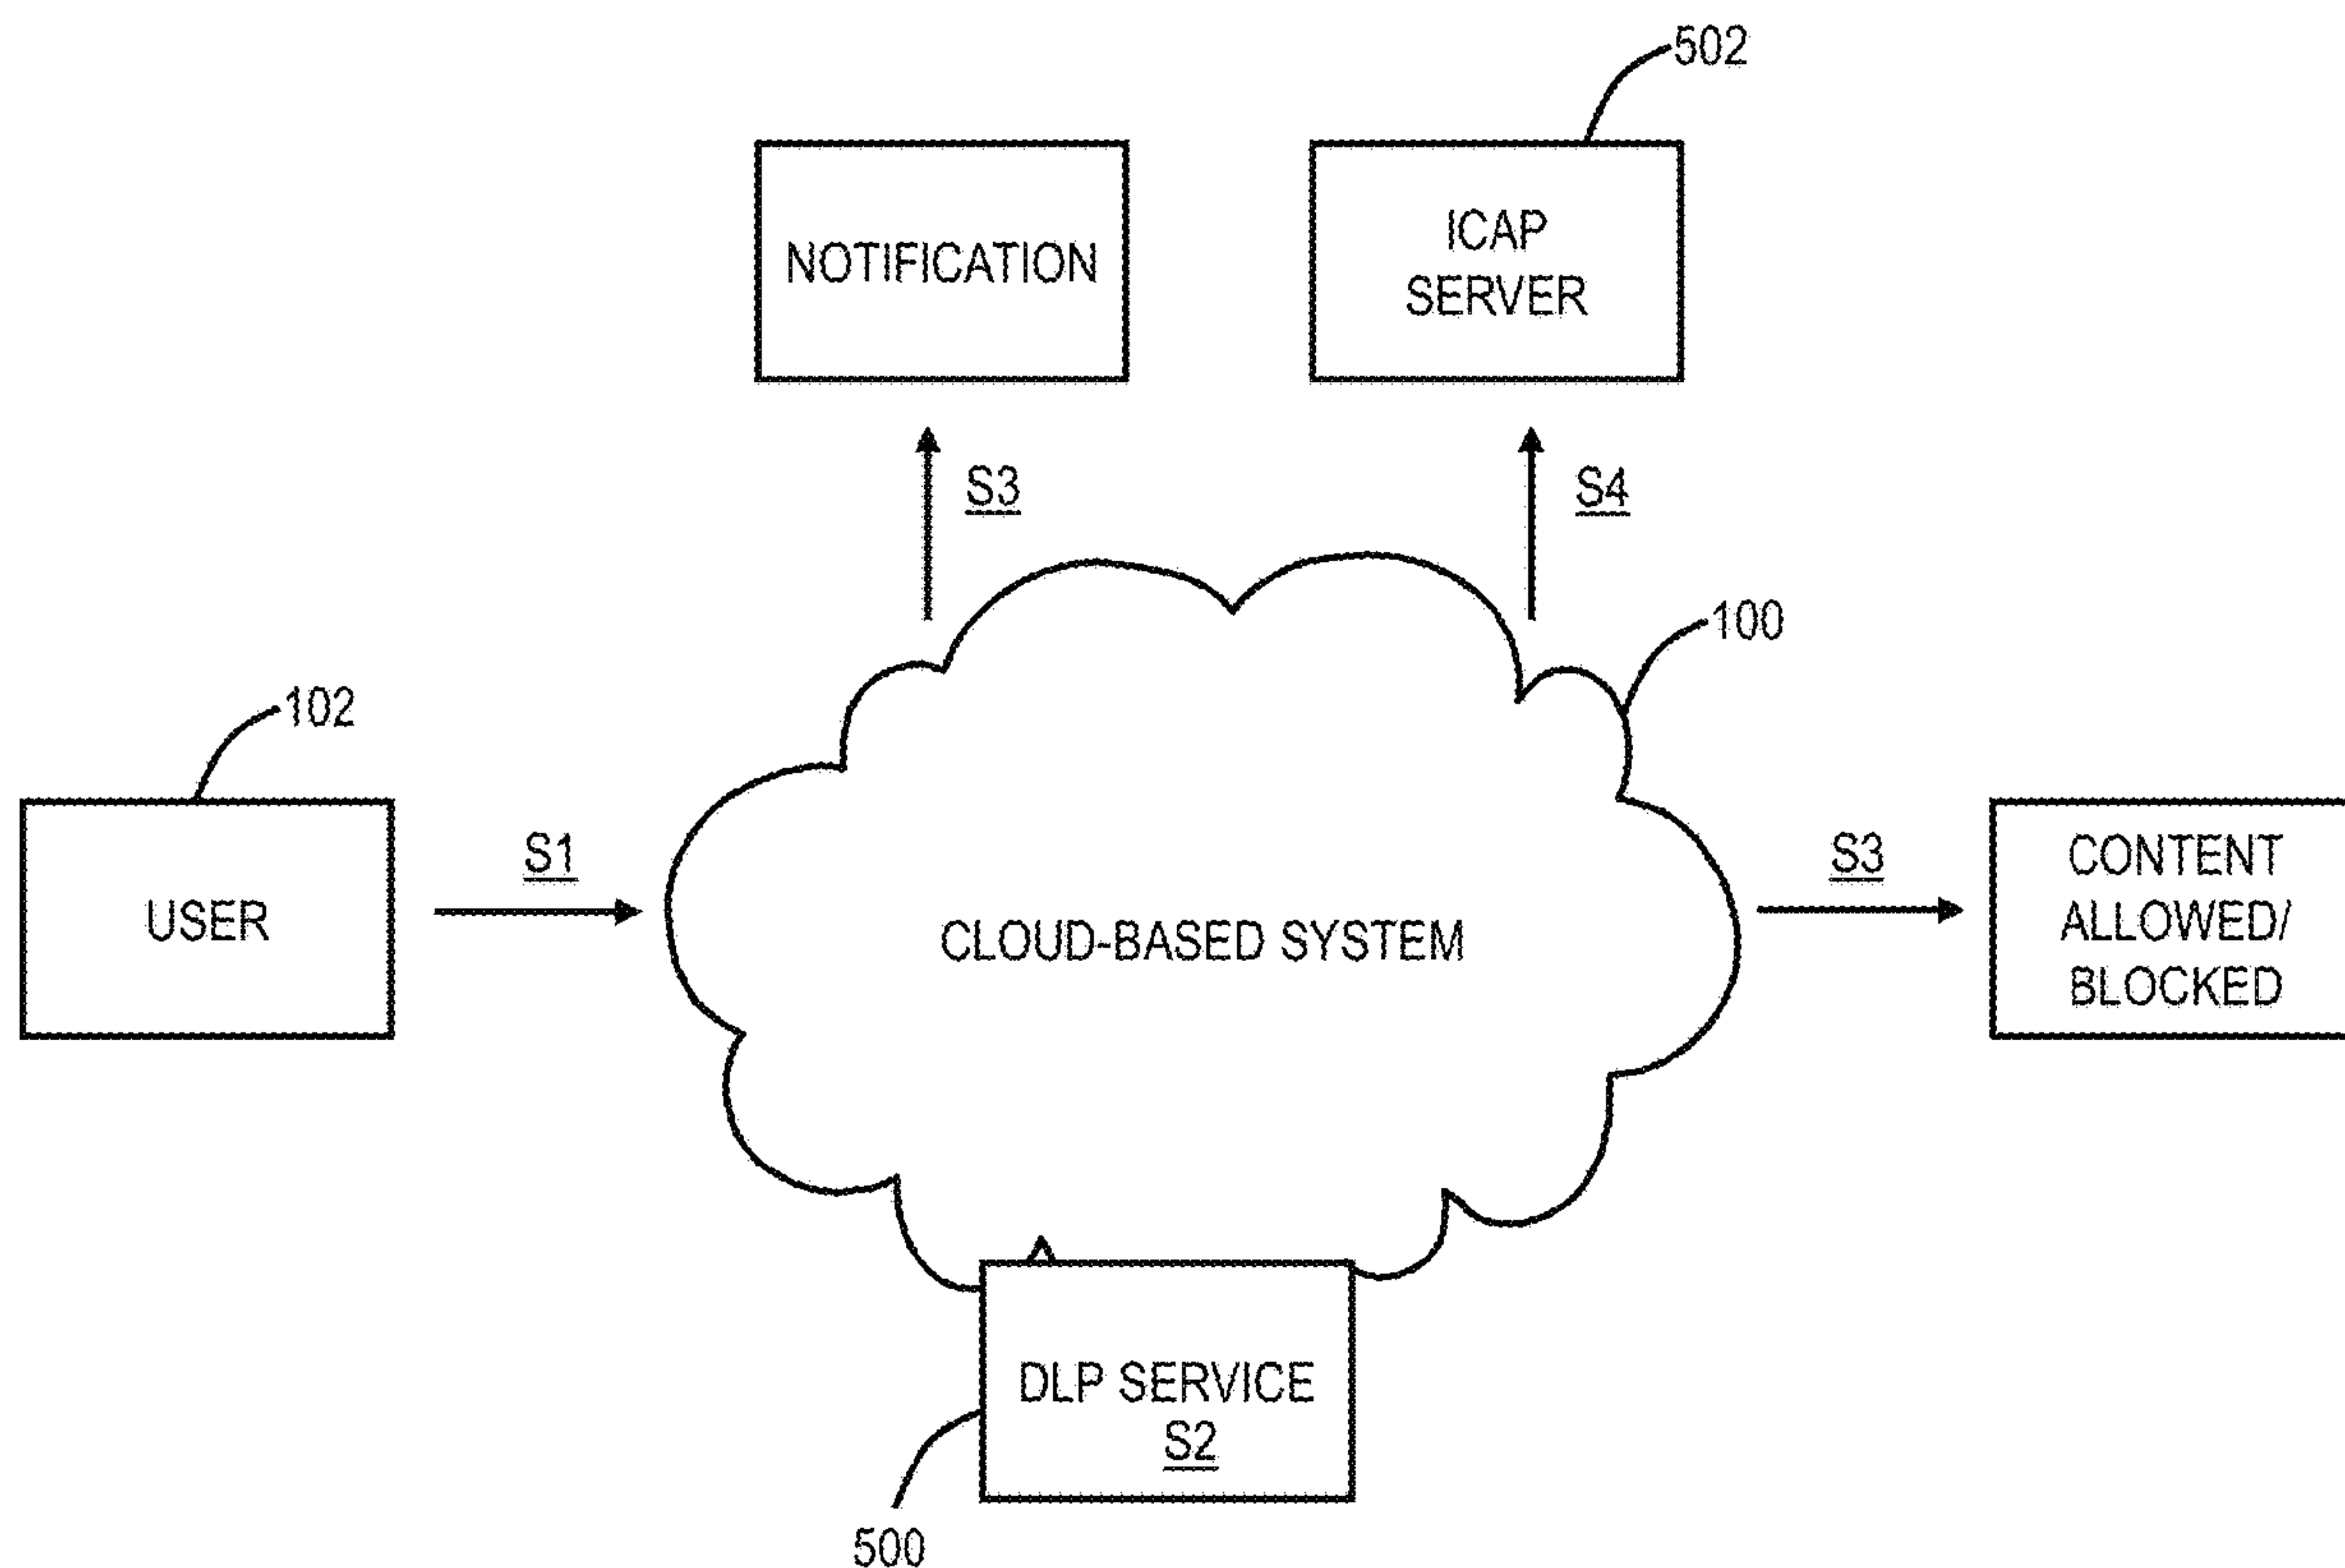 502
NOTIFICATION
ICAP
SERVER
S3
S4
100
102
USER
S1
CLOUD-BASED SYSTEM
S3
CONTENT
ALLOWED/
BLOCKED
DLP SERVICE
S2
500